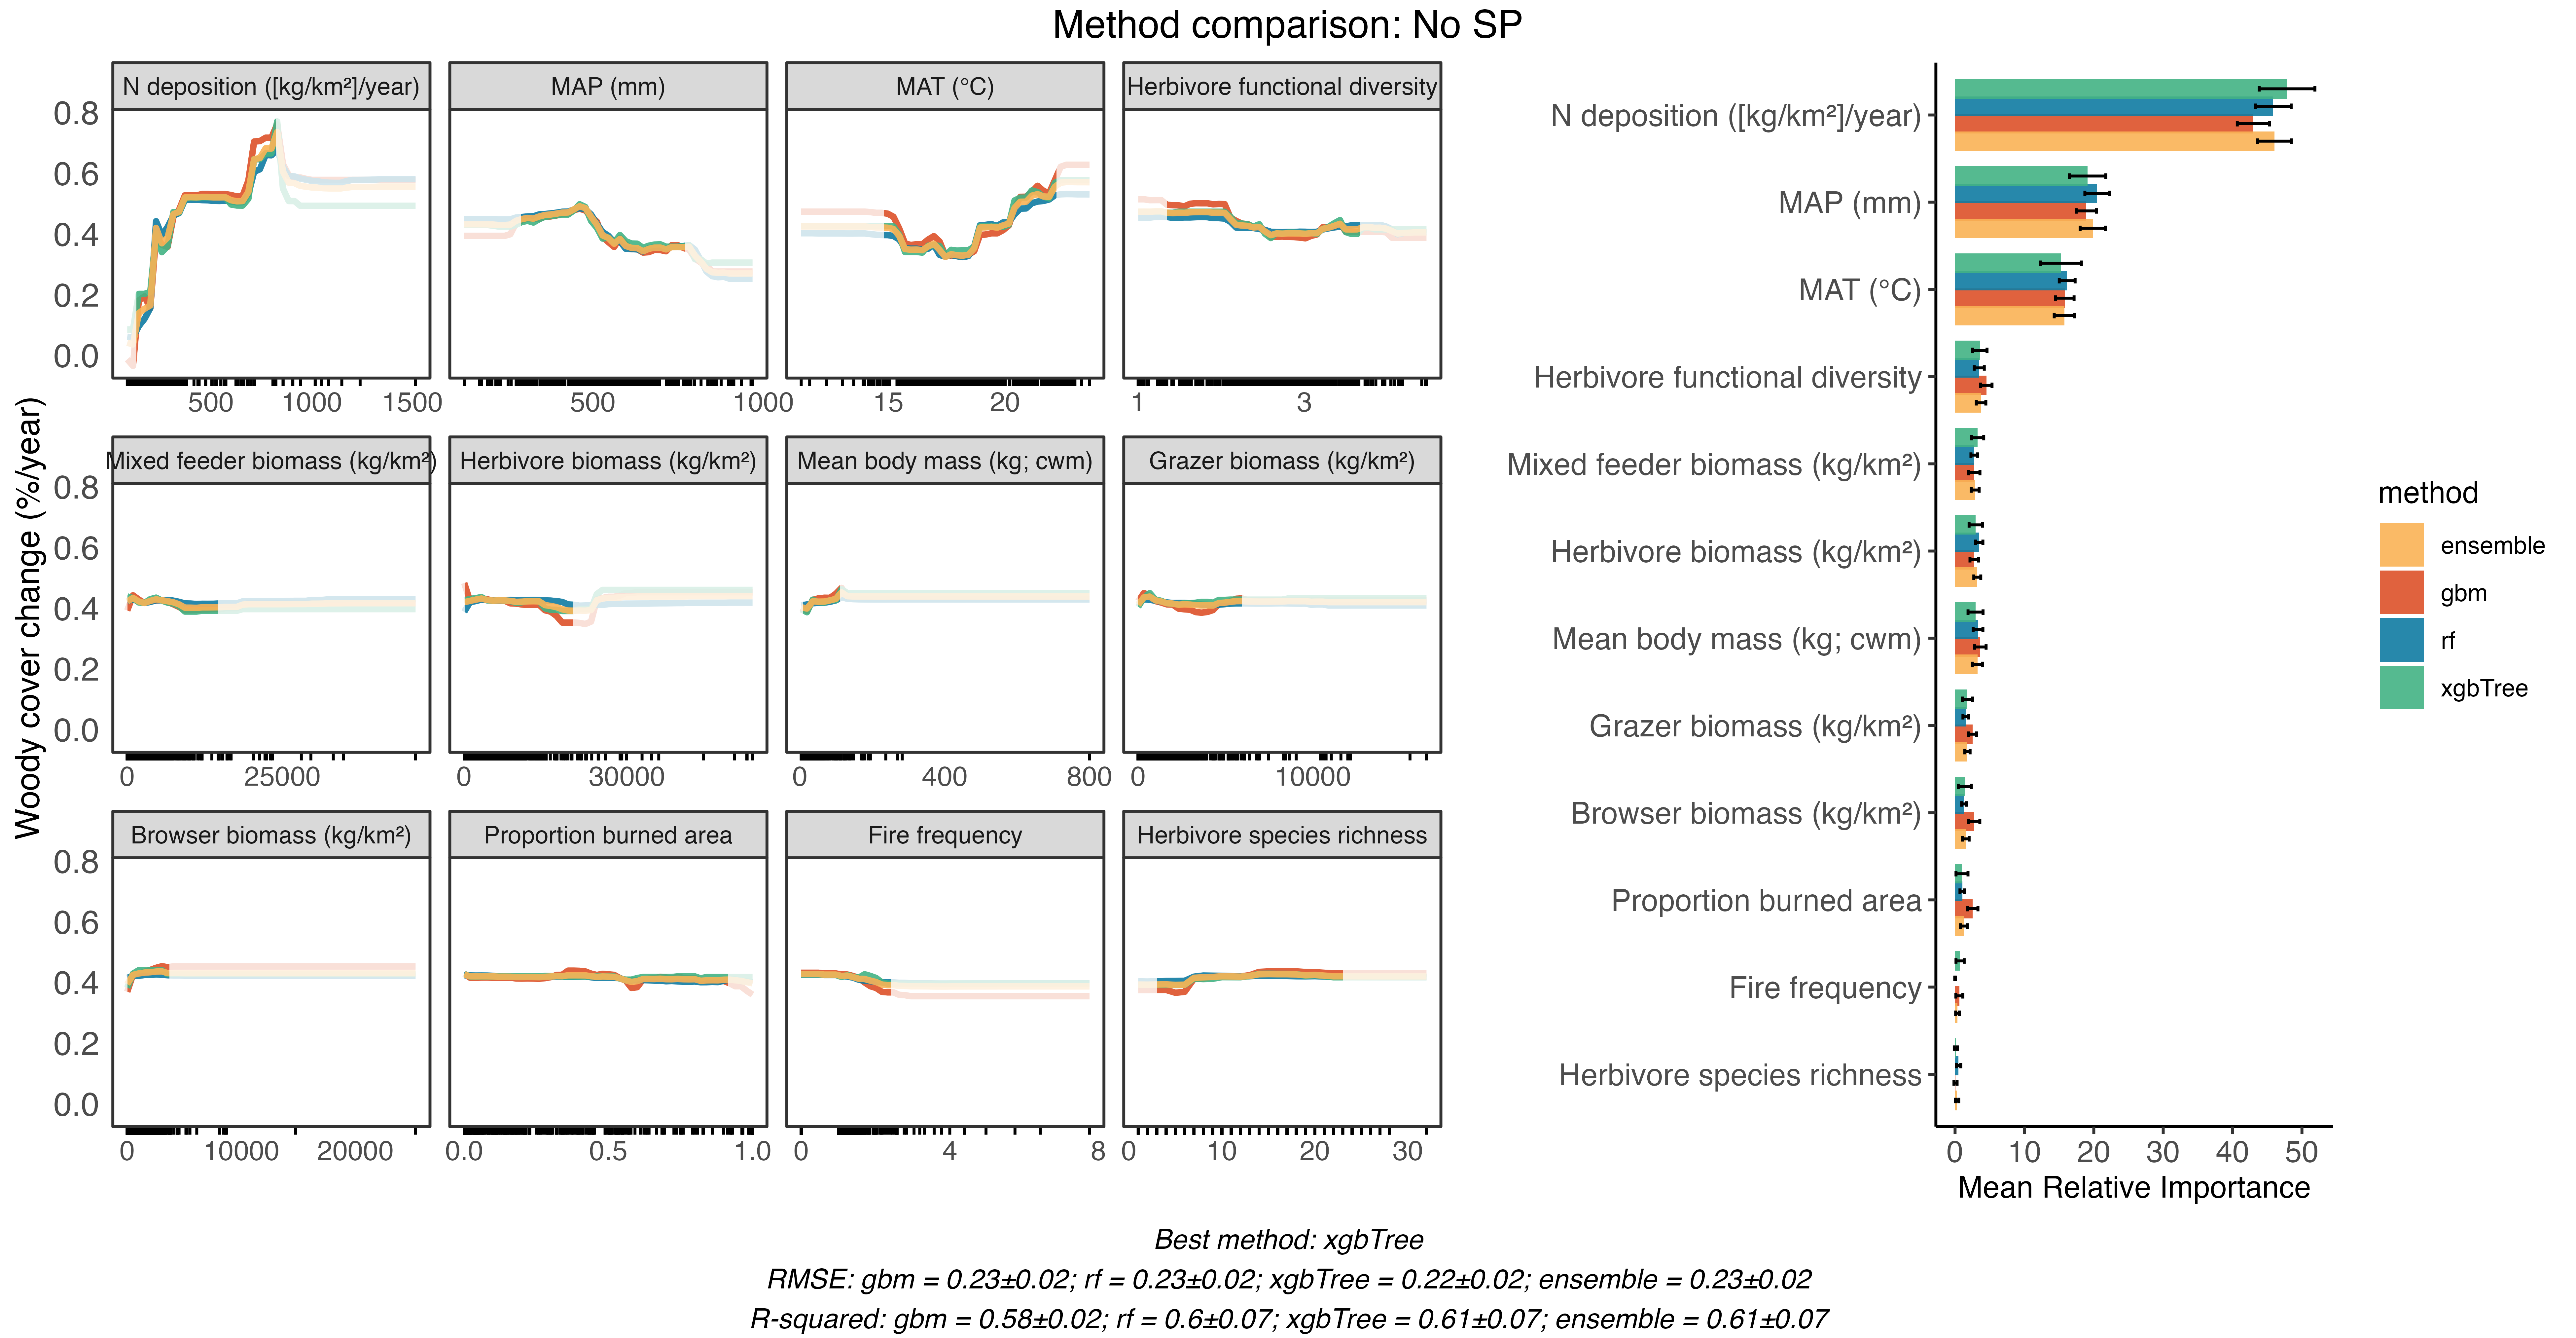 Method comparison: No SP
Woody cover change (%/year)
N deposition ([kg/km²]/year)
MAP (mm)
MAT (°C)
Herbivore functional diversity
0.8
0.6
0.4
0.2
0.0
500 1000 1500
500 1000
15 20
1 3
Mixed feeder biomass (kg/km²)
Herbivore biomass (kg/km²)
Mean body mass (kg; cwm)
Grazer biomass (kg/km²)
0.8
0.6
0.4
0.2
0.0
0 25000
0 30000
0 400 800
0 10000
Browser biomass (kg/km²)
Proportion burned area
Fire frequency
Herbivore species richness
0.8
0.6
0.4
0.2
0.0
0 10000 20000
0.0 0.5 1.0
0 4 8
0 10 20 30
N deposition ([kg/km²]/year)
MAP (mm)
MAT (°C)
Herbivore functional diversity
Mixed feeder biomass (kg/km²)
Herbivore biomass (kg/km²)
Mean body mass (kg; cwm)
Grazer biomass (kg/km²)
Browser biomass (kg/km²)
Proportion burned area
Fire frequency
Herbivore species richness
0 10 20 30 40 50
Mean Relative Importance
method
ensemble
gbm
rf
xgbTree
Best method: xgbTree
RMSE: gbm = 0.23±0.02; rf = 0.23±0.02; xgbTree = 0.22±0.02; ensemble = 0.23±0.02
R-squared: gbm = 0.58±0.02; rf = 0.6±0.07; xgbTree = 0.61±0.07; ensemble = 0.61±0.07